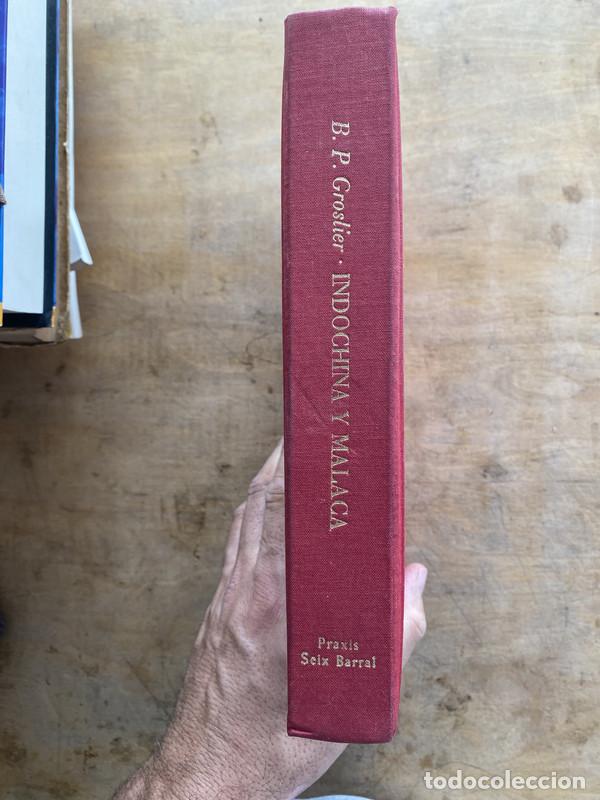 B. P. Groslier · INDOCHINA Y MALACA
Praxis
Seix Barral
todocoleccion